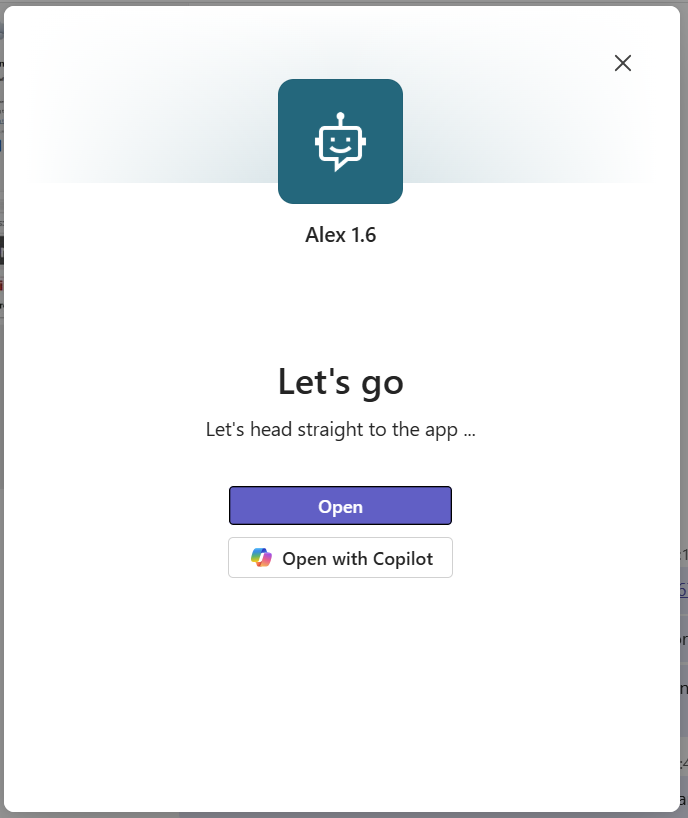 Alex 1.6
Let's go
Let's head straight to the app ...
Open
Open with Copilot